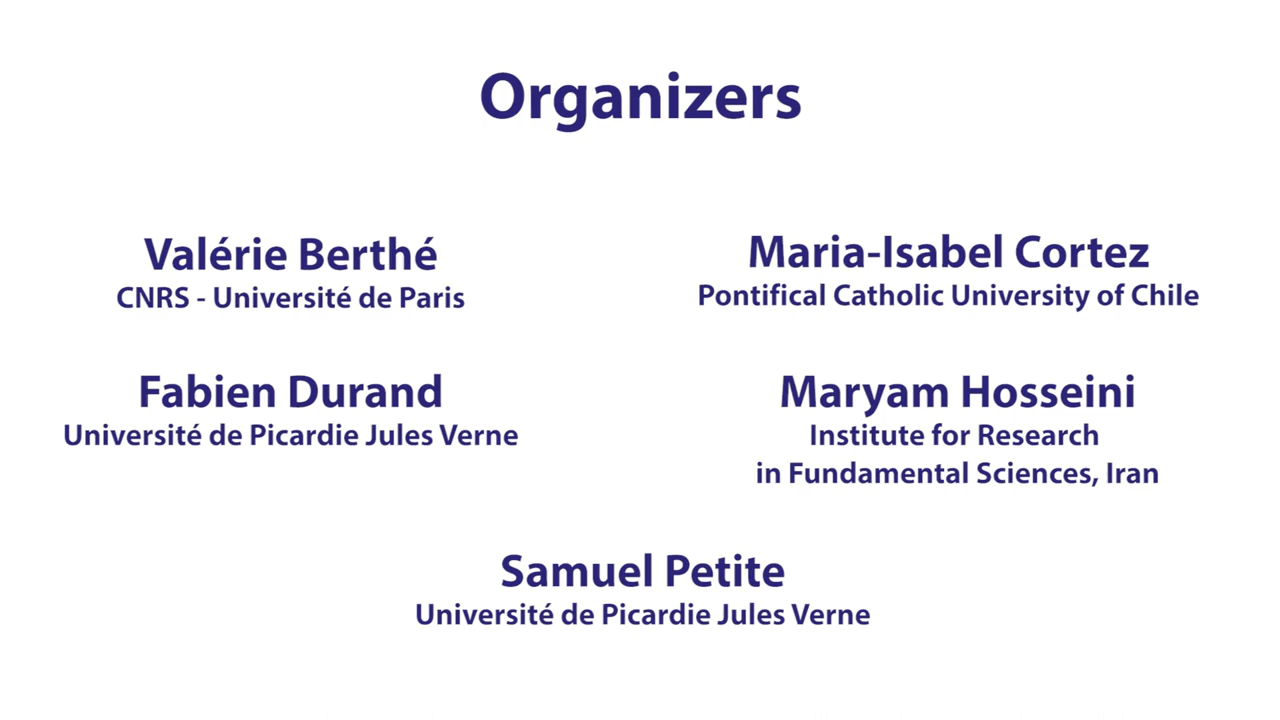 Organizers
Valérie Berthé
CNRS - Université de Paris
Maria-Isabel Cortez
Pontifical Catholic University of Chile
Fabien Durand
Université de Picardie Jules Verne
Maryam Hosseini
Institute for Research
in Fundamental Sciences, Iran
Samuel Petite
Université de Picardie Jules Verne